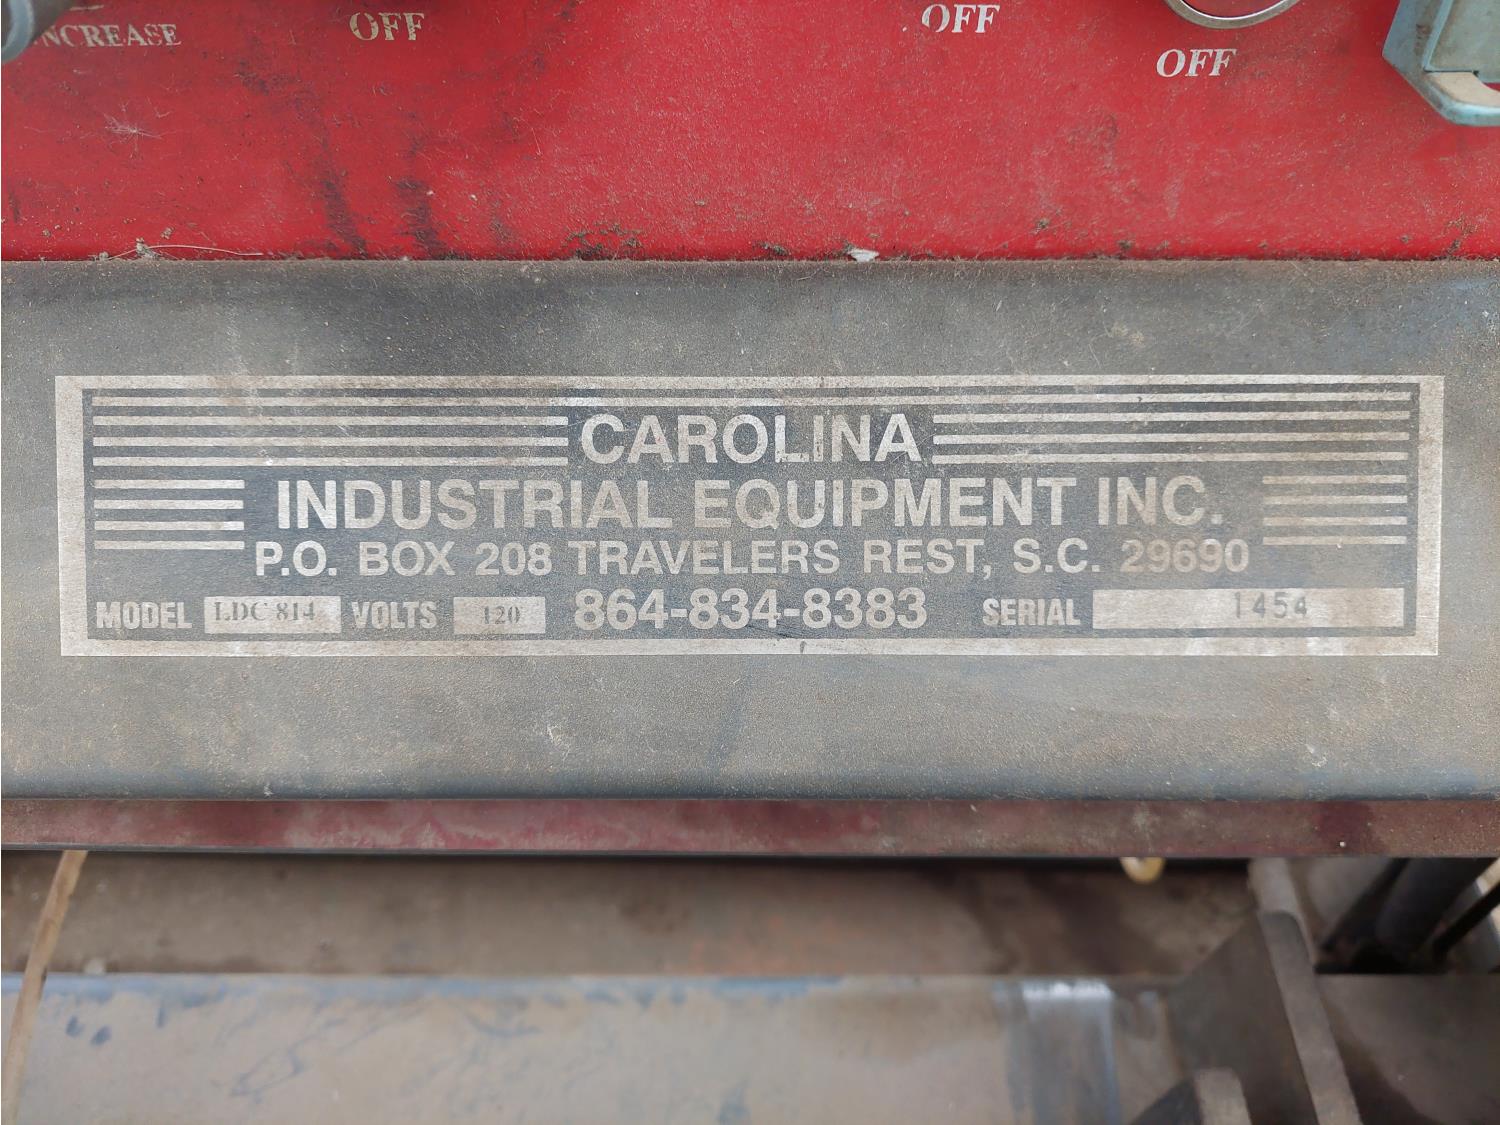 INCREASE OFF OFF OFF
CAROLINA
INDUSTRIAL EQUIPMENT INC.
P.O. BOX 208 TRAVELERS REST, S.C. 29690
MODEL LDC 814 VOLTS 120 864-834-8383 SERIAL 1454